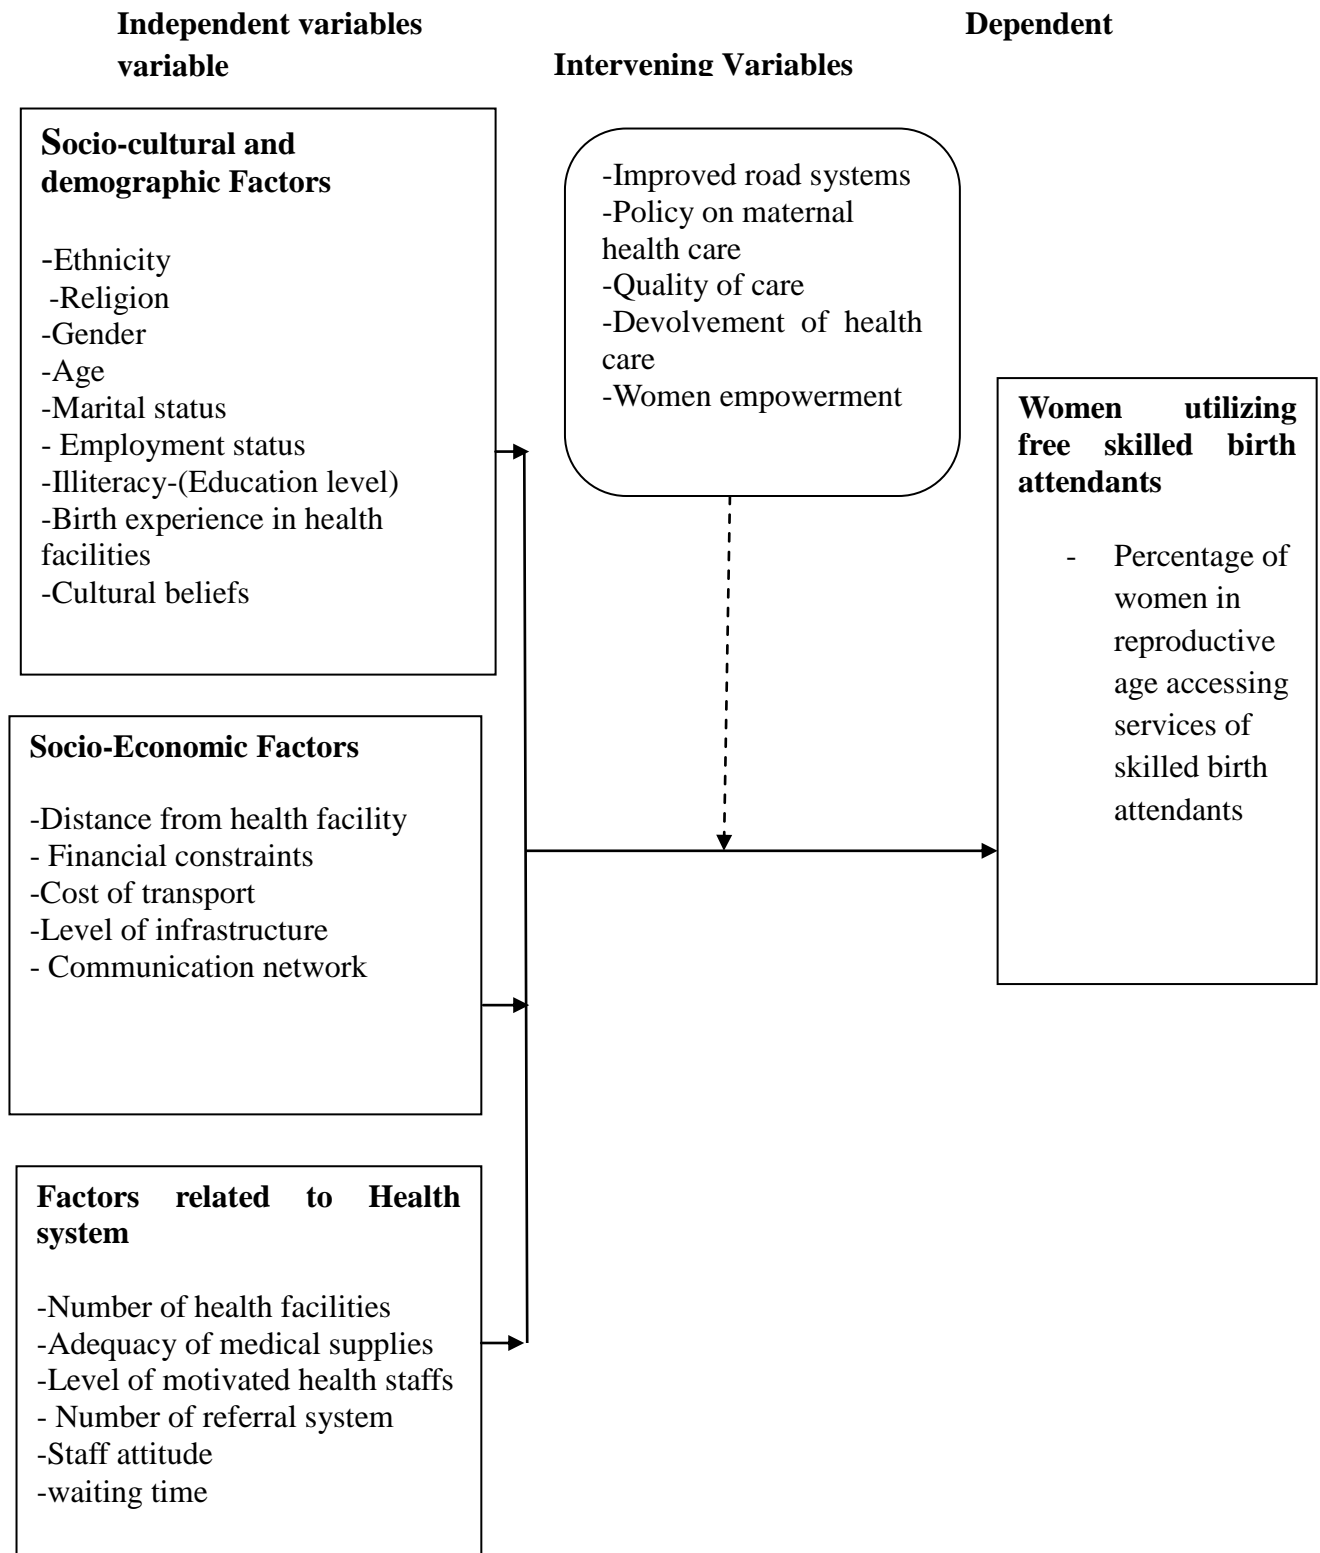 Independent variables
Dependent
variable
Intervening Variables
Socio-cultural and
demographic Factors
-Ethnicity
-Religion
-Gender
-Age
-Marital status
- Employment status
-Illiteracy-(Education level)
-Birth experience in health
facilities
-Cultural beliefs
-Improved road systems
-Policy on maternal
health care
-Quality of care
-Devolvement of health
care
-Women empowerment
Women utilizing
free skilled birth
attendants
- Percentage of
women in
reproductive
age accessing
services of
skilled birth
attendants
Socio-Economic Factors
-Distance from health facility
- Financial constraints
-Cost of transport
-Level of infrastructure
- Communication network
Factors related to Health
system
-Number of health facilities
-Adequacy of medical supplies
-Level of motivated health staffs
- Number of referral system
-Staff attitude
-waiting time